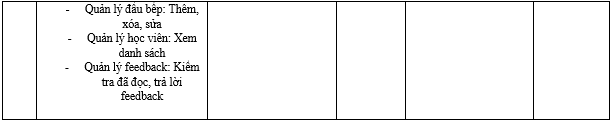 - Quản lý đầu bếp: Thêm,
xóa, sửa
- Quản lý học viên: Xem
danh sách
- Quản lý feedback: Kiểm
tra đã đọc, trả lời
feedback